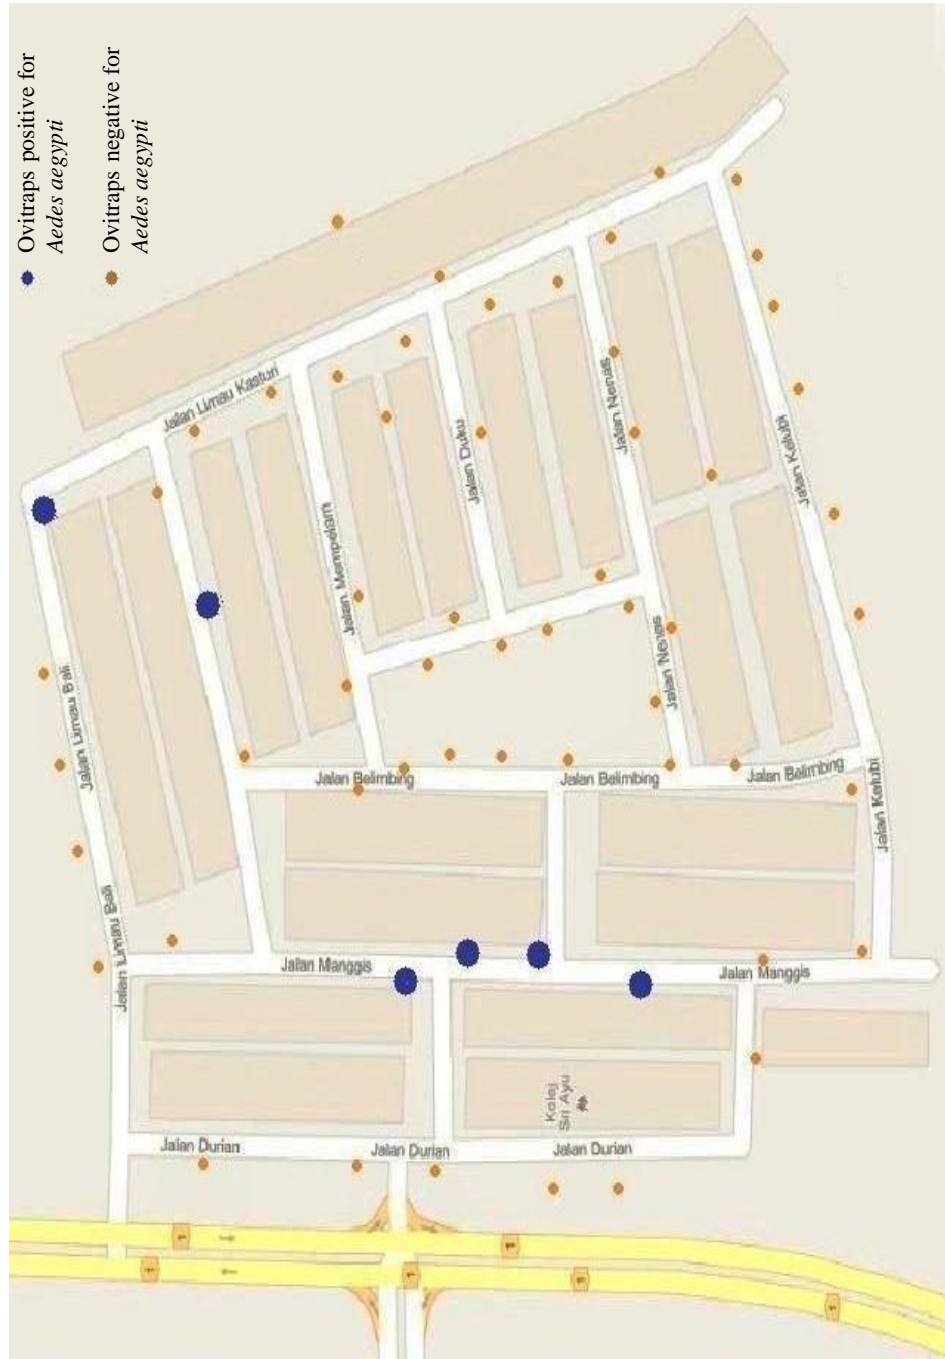 Ovitraps positive for
Aedes aegypti
Ovitraps negative for
Aedes aegypti
Jalan Limau Kasturi
Jalan Limau Bali
Jalan Limau Bali
Jalan Mempelam
Jalan Duku
Jalan Nenas
Jalan Nenas
Jalan Kelubi
Jalan Kelubi
Jalan Belimbing
Jalan Belimbing
Jalan Belimbing
Jalan Manggis
Jalan Manggis
Kolej
Sri Ayu
Jalan Durian
Jalan Durian
Jalan Durian
1
1
1
1
1
1